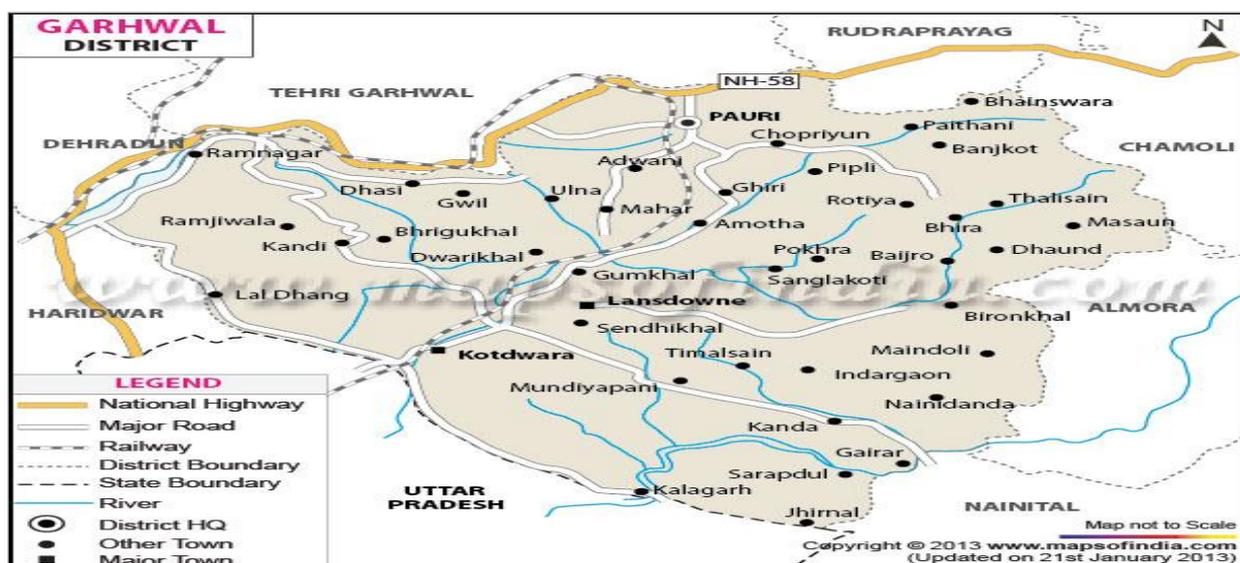 GARHWAL
DISTRICT
RUDRAPRAYAG
N
NH-58
TEHRI GARHWAL
Bhainswara
PAURI
Paithani
Chopriyun
DEHRADUN
Ramnagar
Banjkot
CHAMOLI
Adwani
Pipli
Dhasi
Gwil
Ulna
Ghiri
Rotiya
Thalisain
Ramjiwala
Mahar
Amotha
Bhira
Masaun
Kandi
Bhrigukhal
Dwarikhal
Pokhra
Baijro
Dhaund
Gumkhal
Sanglakoti
www.mapsofindia.com
Lal Dhang
Lansdowne
HARIDWAR
Bironkhal
ALMORA
Sendhikhal
Kotdwara
Timalsain
Maindoli
Indargaon
Mundiyapani
Nainidanda
Kanda
Gairar
Sarapdul
UTTAR
PRADESH
Kalagarh
Jhirnal
NAINITAL
LEGEND
National Highway
Major Road
Railway
District Boundary
State Boundary
River
District HQ
Other Town
Major Town
Map not to Scale
Copyright © 2013 www.mapsofindia.com
(Updated on 21st January 2013)